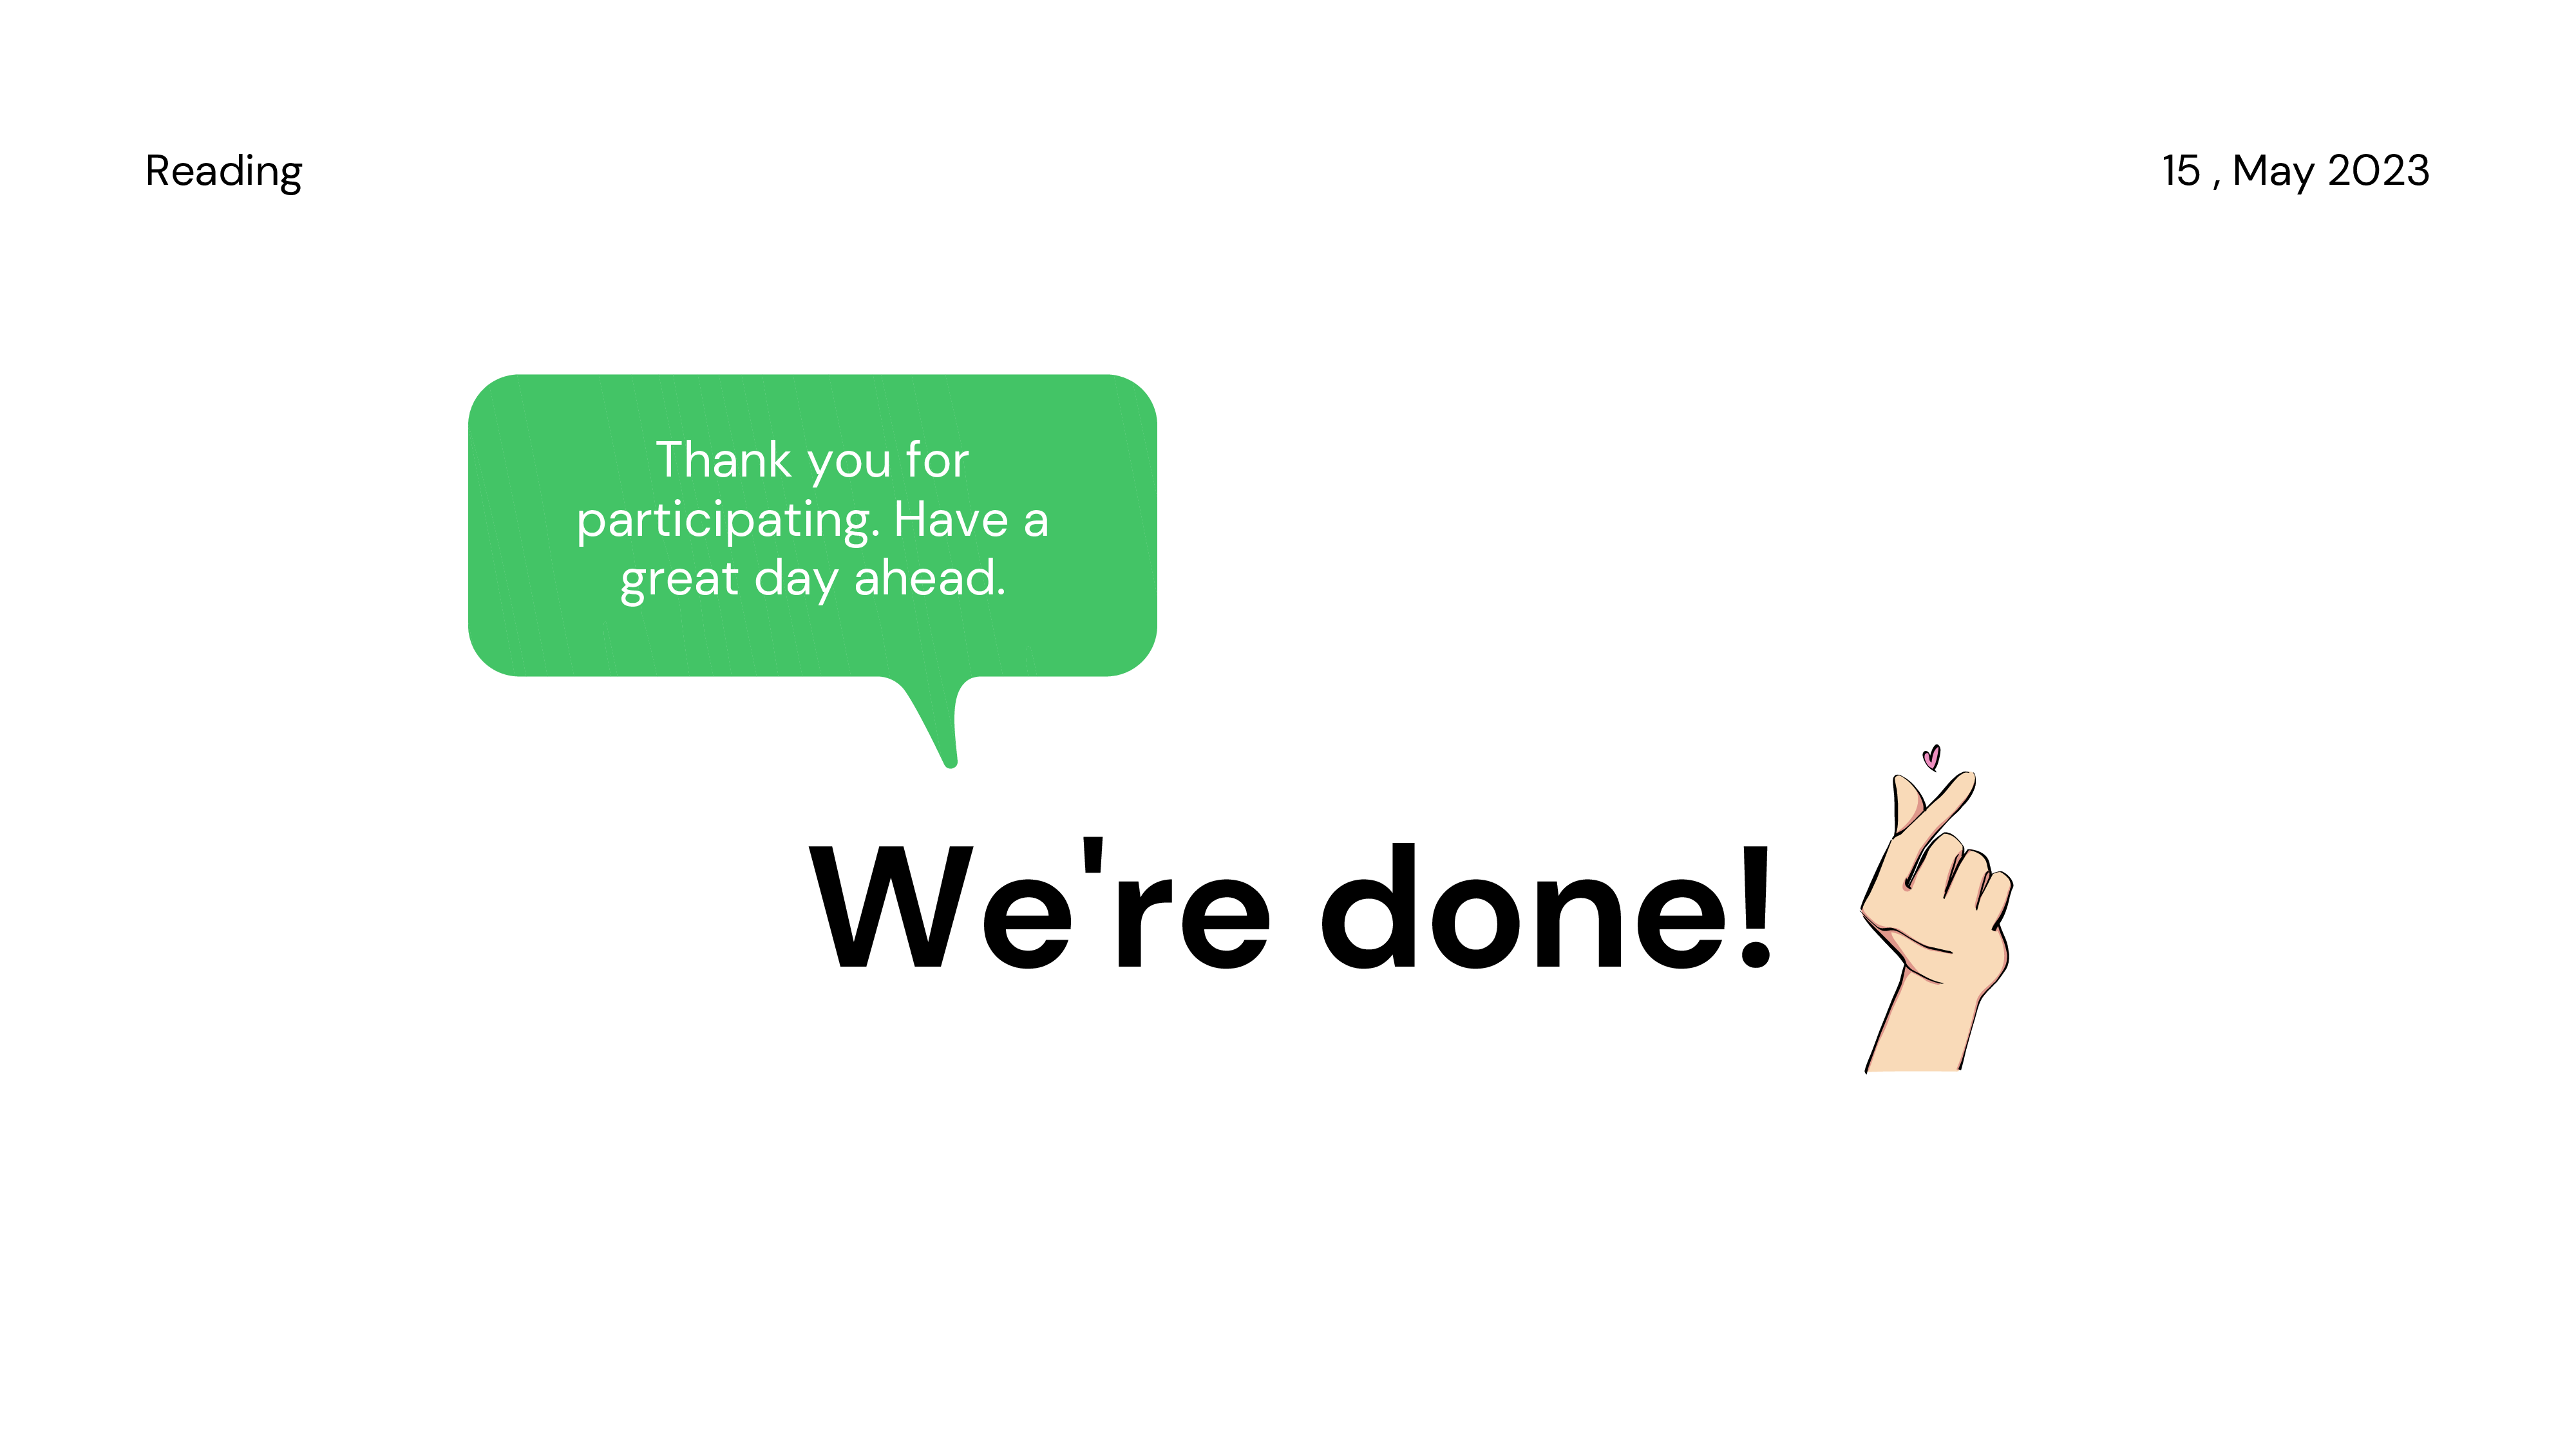 Reading
15 , May 2023
Thank you for
participating. Have a
great day ahead.
We're done!